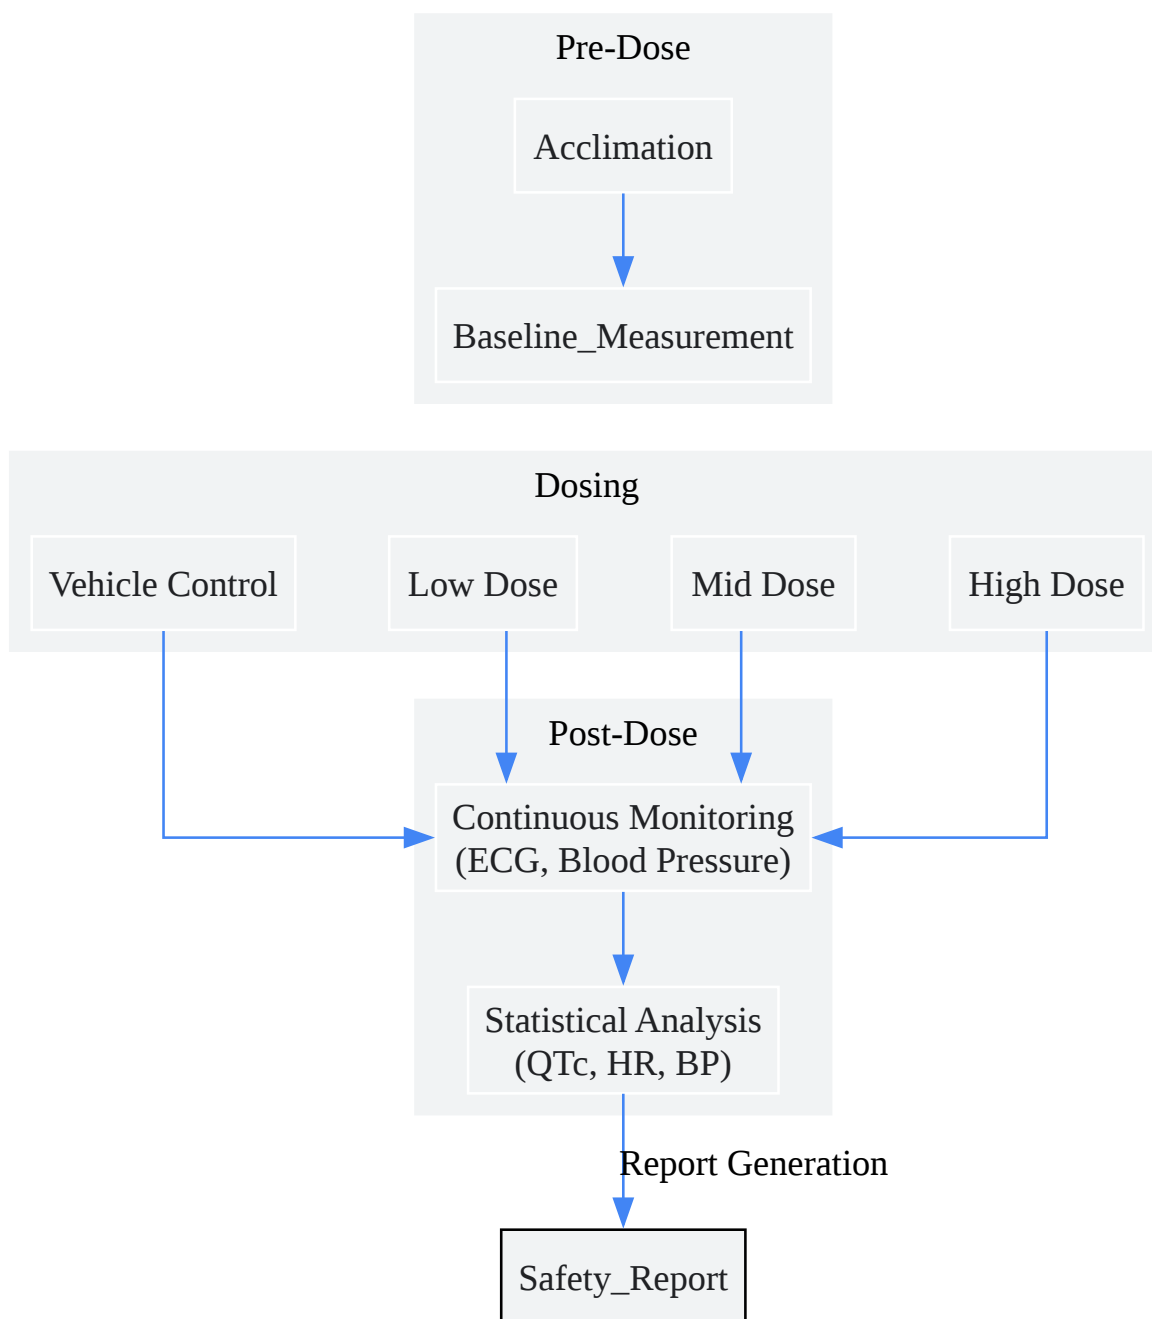 Pre-Dose
Acclimation
Baseline_Measurement
Dosing
Vehicle Control
Low Dose
Mid Dose
High Dose
Post-Dose
Continuous Monitoring
(ECG, Blood Pressure)
Statistical Analysis
(QTc, HR, BP)
Report Generation
Safety_Report